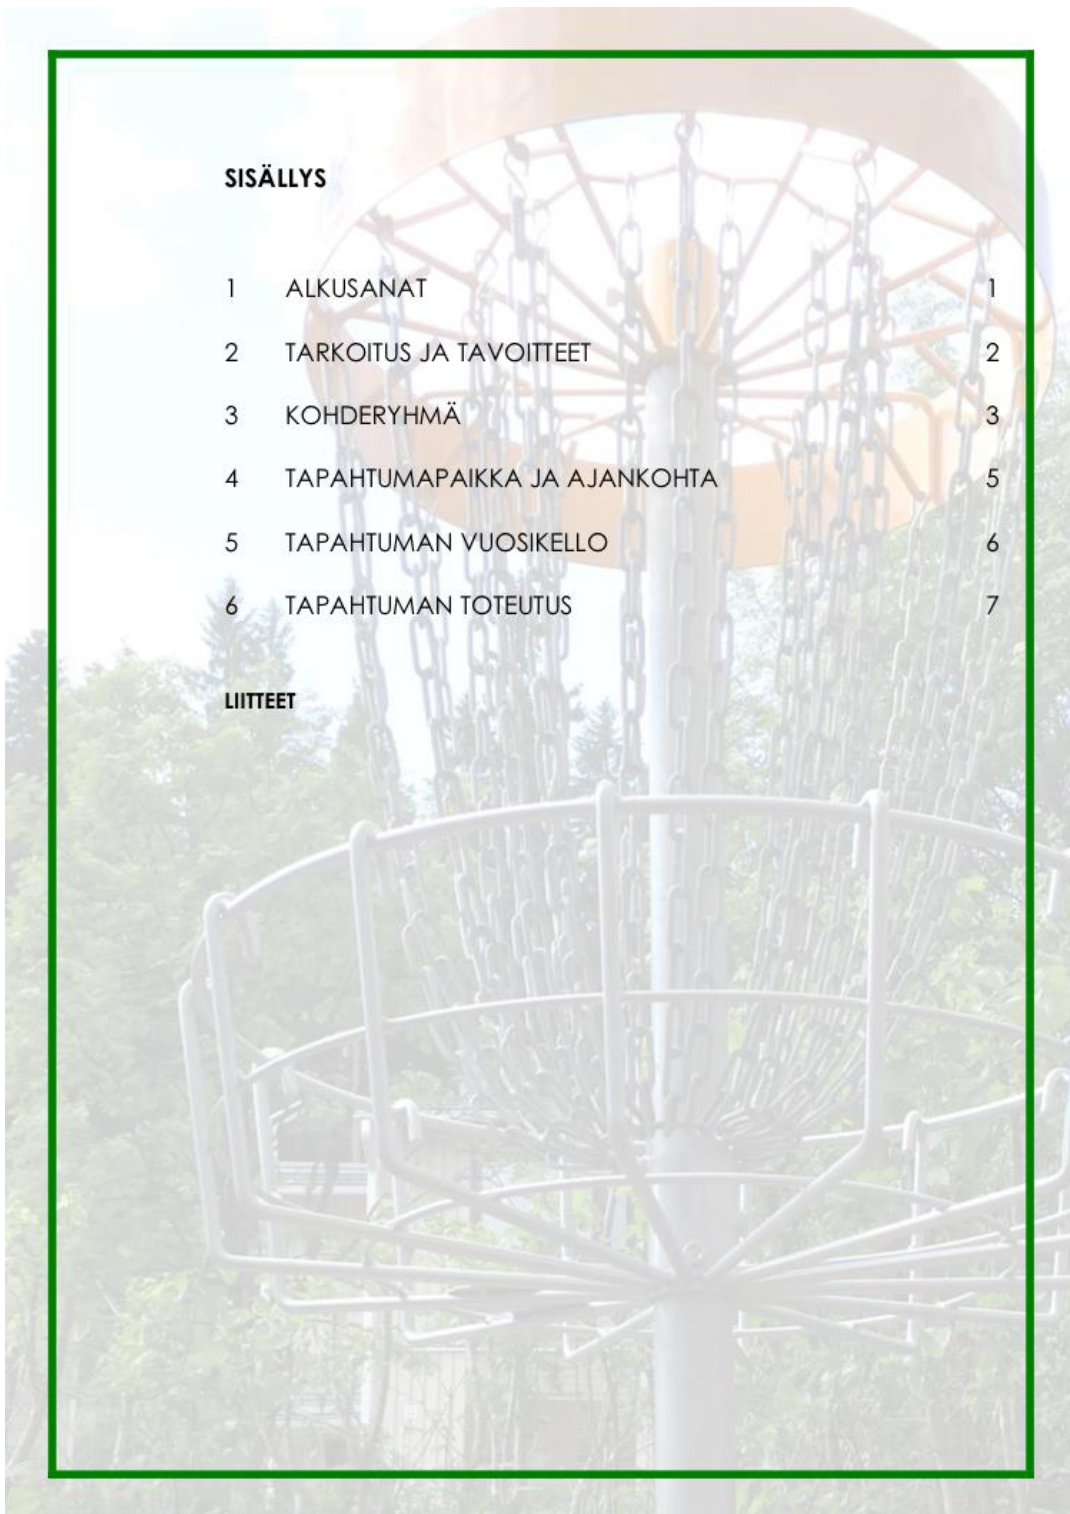 SISÄLLYS
1 ALKUSANAT 1
2 TARKOITUS JA TAVOITTEET 2
3 KOHDERYHMÄ 3
4 TAPAHTUMAPAIKKA JA AJANKOHTA 5
5 TAPAHTUMAN VUOSIKELLO 6
6 TAPAHTUMAN TOTEUTUS 7
LIITTEET